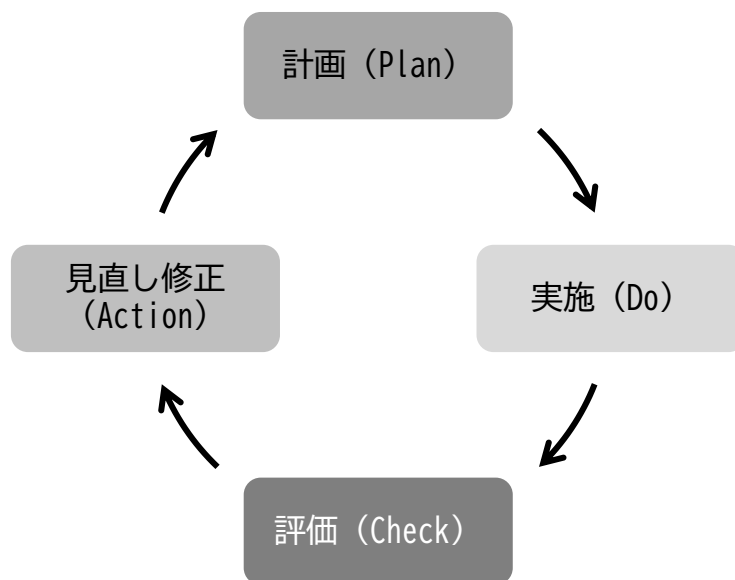 計画（Plan）
実施（Do）
評価（Check）
見直し修正
（Action）